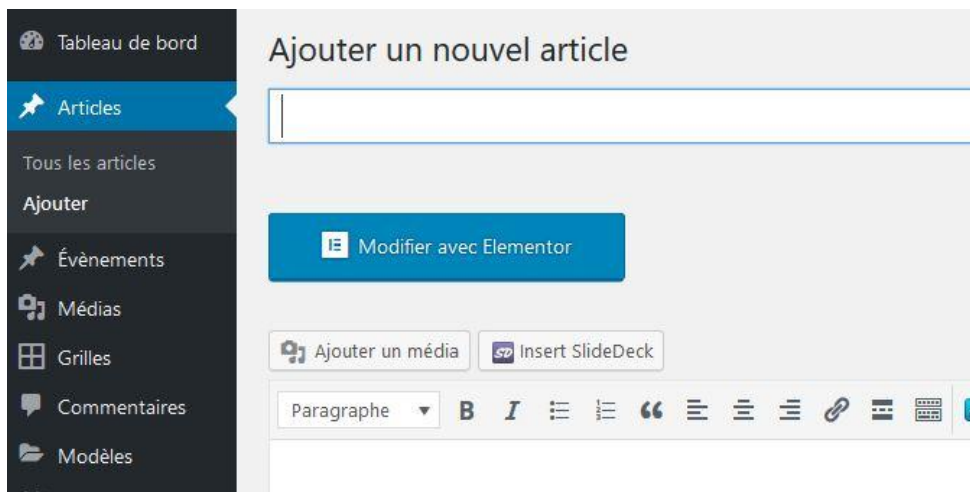 Tableau de bord
Articles
Tous les articles
Ajouter
Évènements
Médias
Grilles
Commentaires
Modèles
Ajouter un nouvel article
Modifier avec Elementor
Ajouter un média
SD Insert SlideDeck
Paragraphe B I